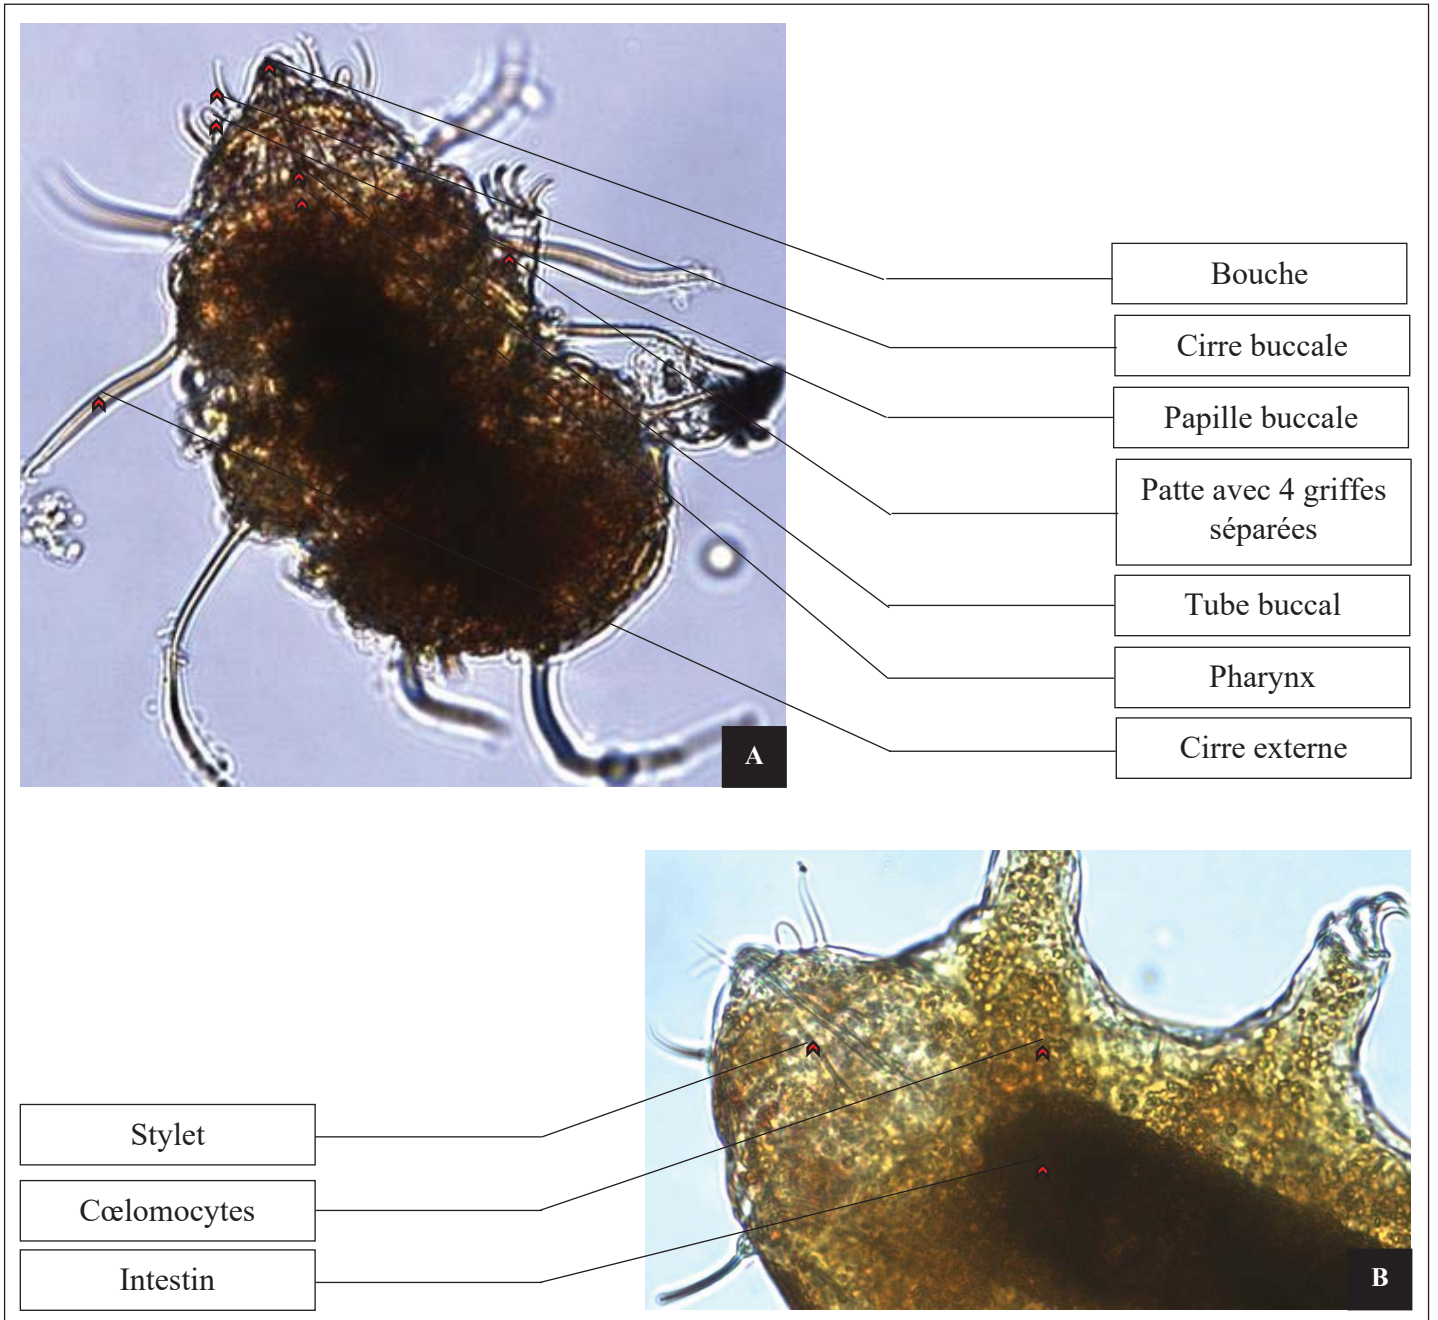 Bouche
Cirre buccale
Papille buccale
Patte avec 4 griffes
séparées
Tube buccal
Pharynx
Cirre externe
A
Stylet
Cœlomocytes
Intestin
B